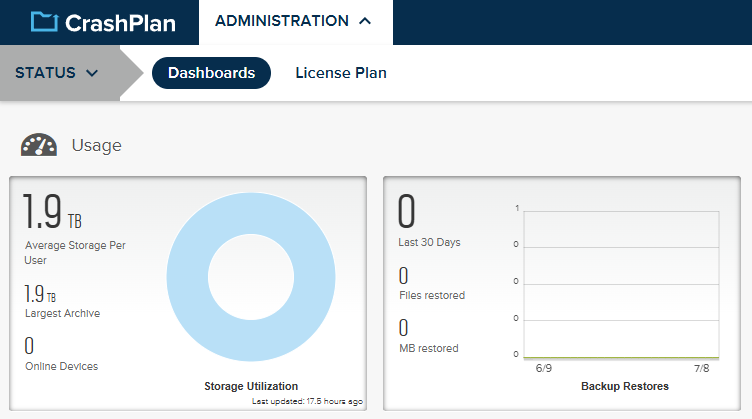 CrashPlan
ADMINISTRATION
STATUS
Dashboards
License Plan
Usage
1.9 TB
Average Storage Per
User
1.9 TB
Largest Archive
0
Online Devices
Storage Utilization
Last updated: 17.5 hours ago
0
Last 30 Days
0
Files restored
0
MB restored
1
0
0
0
0
6/9
7/8
Backup Restores